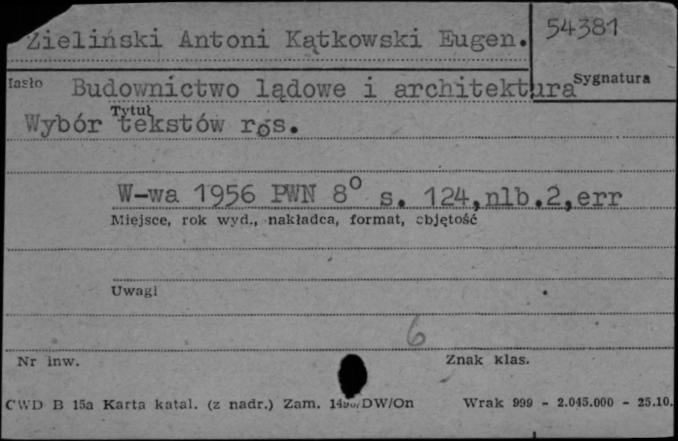 Zieliński Antoni Kątkowski Eugen.
54381
Hasło Budownictwo lądowe i architektura
Sygnatura
Tytuł
Wybór tekstów ros.
W-wa 1956 PWN 8° s. 124,nlb.2,err
Miejsce, rok wyd., nakładca, format, objętość
Uwagi
6
Nr inw.
Znak klas.
CWD B 15a Karta katal. (z nadr.) Zam. DW/On Wrak 999 - 2.045.000 - 25.10.